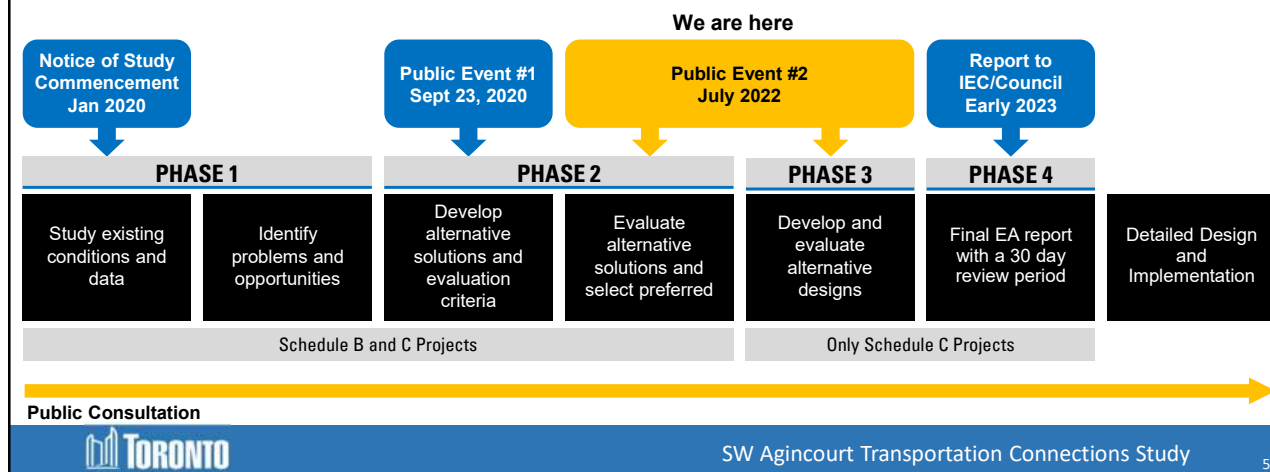 We are here
Notice of Study
Commencement
Jan 2020
Public Event #1
Sept 23, 2020
Public Event #2
July 2022
Report to
IEC/Council
Early 2023
PHASE 1
PHASE 2
PHASE 3
PHASE 4
Study existing
conditions and
data
Identify
problems and
opportunities
Develop
alternative
solutions and
evaluation
criteria
Evaluate
alternative
solutions and
select preferred
Develop and
evaluate
alternative
designs
Final EA report
with a 30 day
review period
Detailed Design
and
Implementation
Schedule B and C Projects
Only Schedule C Projects
Public Consultation
TORONTO
SW Agincourt Transportation Connections Study
5